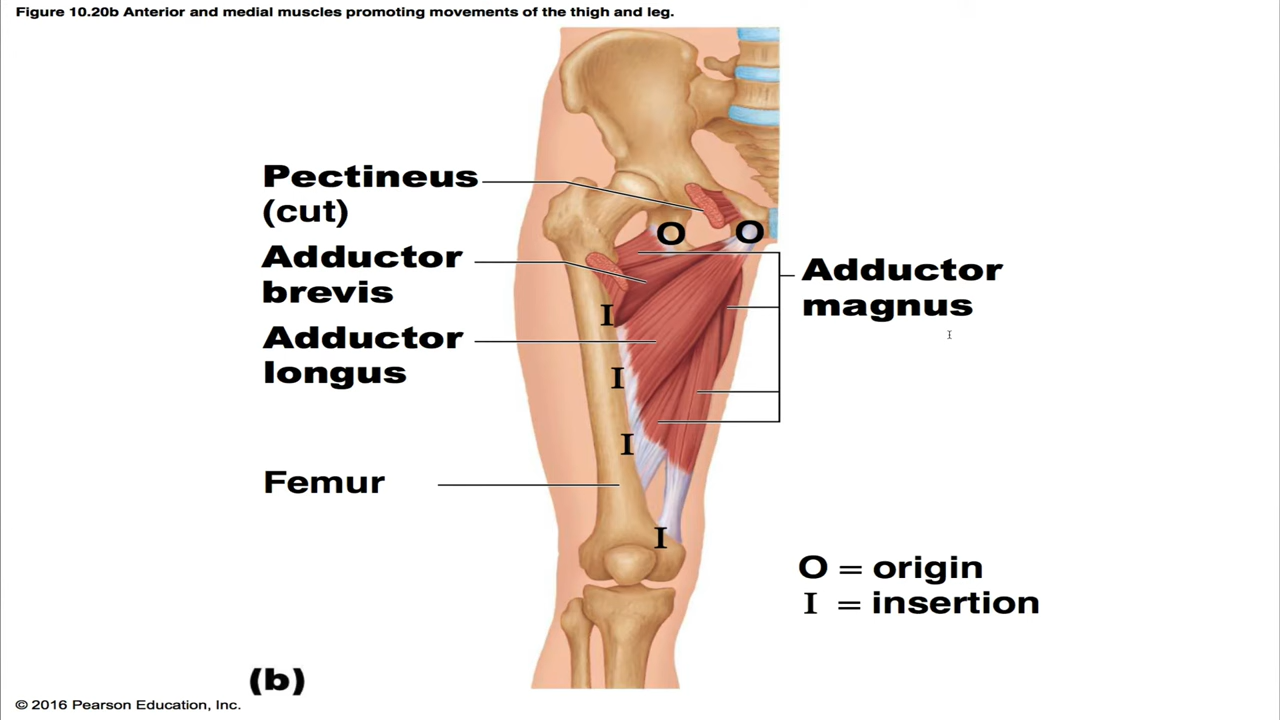 Figure 10.20b Anterior and medial muscles promoting movements of the thigh and leg.
Pectineus
(cut)
Adductor
brevis
Adductor
longus
Femur
O
O
I
I
I
I
Adductor
magnus
O = origin
I = insertion
(b)
© 2016 Pearson Education, Inc.